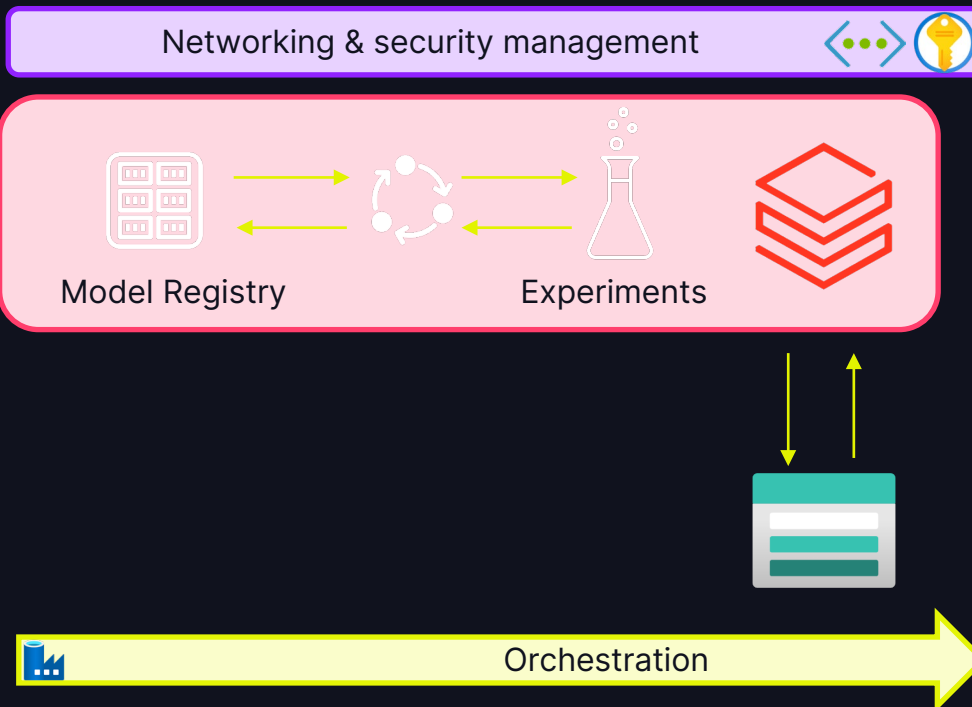 Networking & security management
Model Registry
Experiments
Orchestration